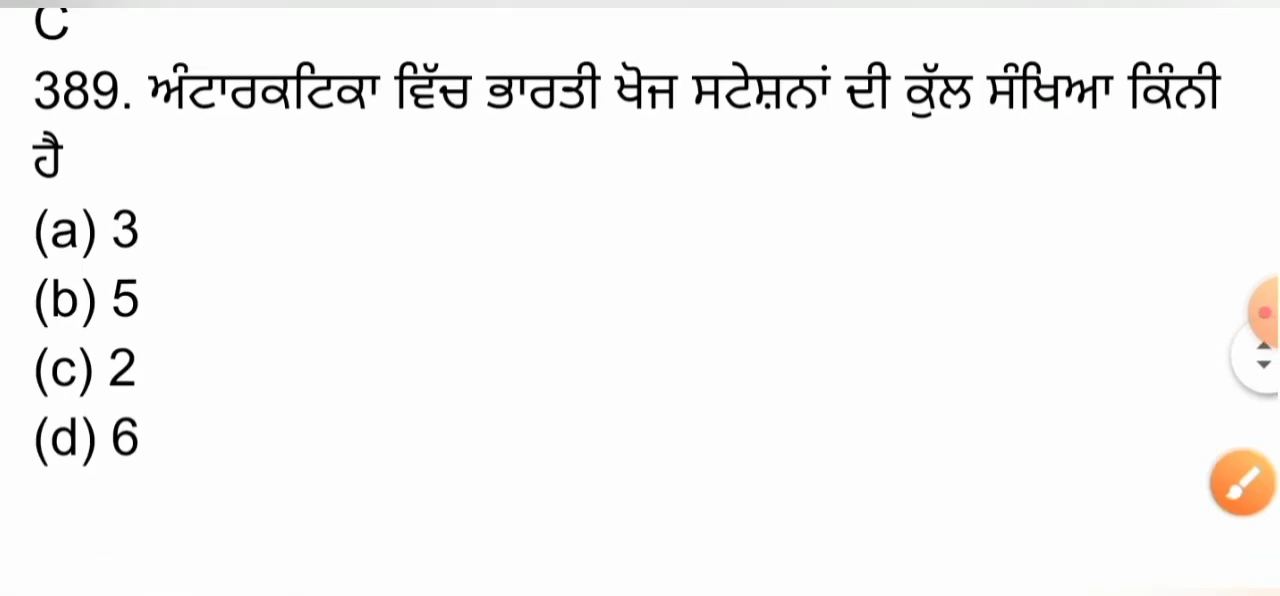 C
389. ਅੰਟਾਰਕਟਿਕਾ ਵਿੱਚ ਭਾਰਤੀ ਖੋਜ ਸਟੇਸ਼ਨਾਂ ਦੀ ਕੁੱਲ ਸੰਖਿਆ ਕਿੰਨੀ
ਹੈ
(a) 3
(b) 5
(c) 2
(d) 6